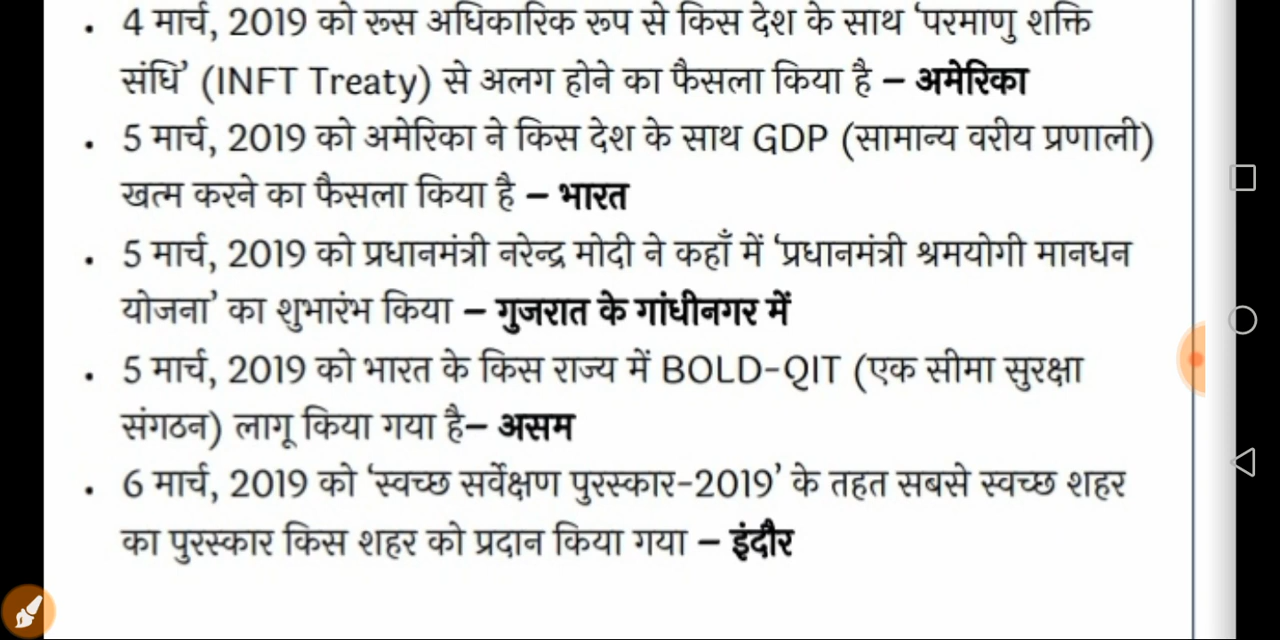 • 4 मार्च, 2019 को रूस अधिकारिक रूप से किस देश के साथ ‘परमाणु शक्ति
संधि’ (INFT Treaty) से अलग होने का फैसला किया है – अमेरिका
• 5 मार्च, 2019 को अमेरिका ने किस देश के साथ GDP (सामान्य वरीय प्रणाली)
खत्म करने का फैसला किया है – भारत
• 5 मार्च, 2019 को प्रधानमंत्री नरेन्द्र मोदी ने कहाँ में ‘प्रधानमंत्री श्रमयोगी मानधन
योजना’ का शुभारंभ किया – गुजरात के गांधीनगर में
• 5 मार्च, 2019 को भारत के किस राज्य में BOLD-QIT (एक सीमा सुरक्षा
संगठन) लागू किया गया है– असम
• 6 मार्च, 2019 को ‘स्वच्छ सर्वेक्षण पुरस्कार-2019’ के तहत सबसे स्वच्छ शहर
का पुरस्कार किस शहर को प्रदान किया गया – इंदौर